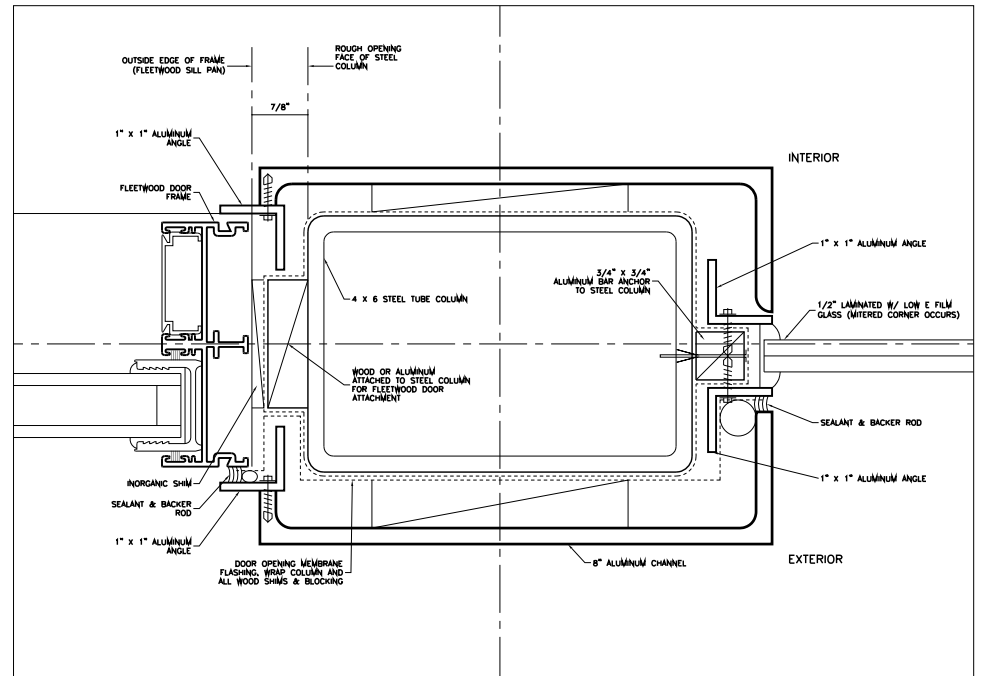 OUTSIDE EDGE OF FRAME
(FLEETWOOD SILL PAN)
ROUGH OPENING
FACE OF STEEL
COLUMN
7/8"
1" X 1" ALUMINUM
ANGLE
FLEETWOOD DOOR
FRAME
INTERIOR
1" X 1" ALUMINUM ANGLE
3/4" X 3/4"
ALUMINUM BAR ANCHOR
TO STEEL COLUMN
4 X 6 STEEL TUBE COLUMN
1/2" LAMINATED W/ LOW E FILM
GLASS (MITERED CORNER OCCURS)
WOOD OR ALUMINUM
ATTACHED TO STEEL COLUMN
FOR FLEETWOOD DOOR
ATTACHMENT
SEALANT & BACKER ROD
INORGANIC SHIM
1" X 1" ALUMINUM ANGLE
SEALANT & BACKER
ROD
1" X 1" ALUMINUM
ANGLE
DOOR OPENING MEMBRANE
FLASHING, WRAP COLUMN AND
ALL WOOD SHIMS & BLOCKING
8" ALUMINUM CHANNEL
EXTERIOR